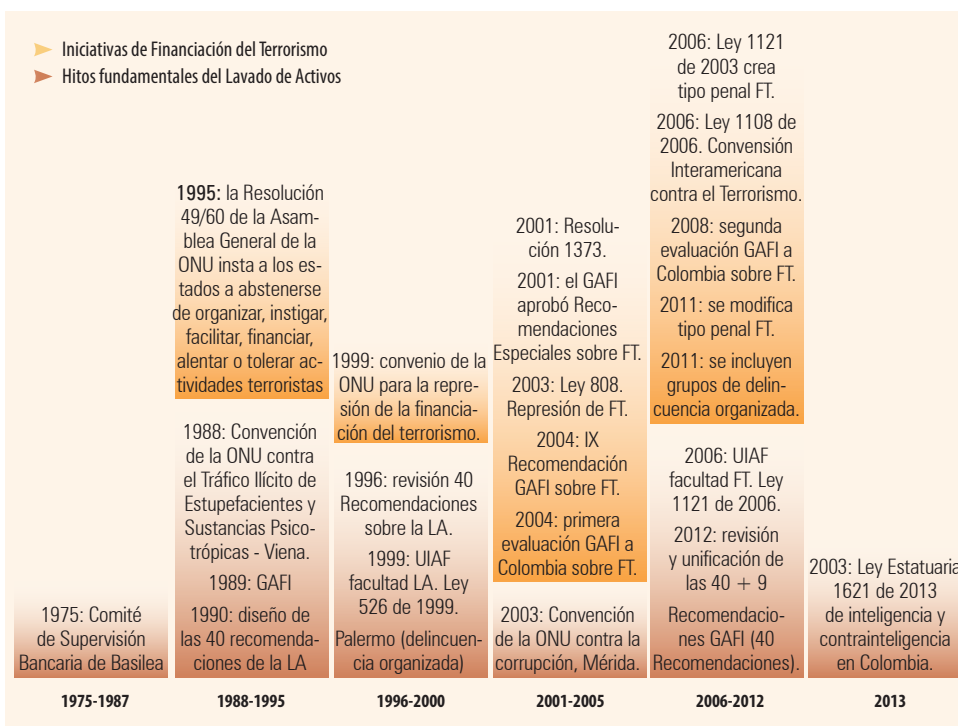 Iniciativas de Financiación del Terrorismo
Hitos fundamentales del Lavado de Activos
1975: Comité
de Supervisión
Bancaria de Basilea
1975-1987
1995: la Resolución
49/60 de la Asam-
blea General de la
ONU insta a los es-
tados a abstenerse
de organizar, instigar,
facilitar, financiar,
alentar o tolerar ac-
tividades terroristas
1988: Convención
de la ONU contra
el Tráfico Ilícito de
Estupefacientes y
Sustancias Psico-
trópicas - Viena.
1989: GAFI
1990: diseño de
las 40 recomenda-
ciones de la LA
1988-1995
1999: convenio de la
ONU para la repre-
sión de la financia-
ción del terrorismo.
1996: revisión 40
Recomendaciones
sobre la LA.
1999: UIAF
facultad LA. Ley
526 de 1999.
Palermo (delincuen-
cia organizada)
1996-2000
2001: Resolu-
ción 1373.
2001: el GAFI
aprobó Reco-
mendaciones
Especiales sobre FT.
2003: Ley 808.
Represión de FT.
2004: IX
Recomendación
GAFI sobre FT.
2004: primera
evaluación GAFI a
Colombia sobre FT.
2003: Convención
de la ONU contra la
corrupción, Mérida.
2001-2005
2006: Ley 1121
de 2003 crea
tipo penal FT.
2006: Ley 1108 de
2006. Convensión
Interamericana
contra el Terrorismo.
2008: segunda
evaluación GAFI a
Colombia sobre FT.
2011: se modifica
tipo penal FT.
2011: se incluyen
grupos de delin-
cuencia organizada.
2006: UIAF
facultad FT. Ley
1121 de 2006.
2012: revisión
y unificación de
las 40 + 9
Recomendacio-
nes GAFI (40
Recomendaciones).
2006-2012
2003: Ley Estatuaria
1621 de 2013
de inteligencia y
contrainteligencia
en Colombia.
2013